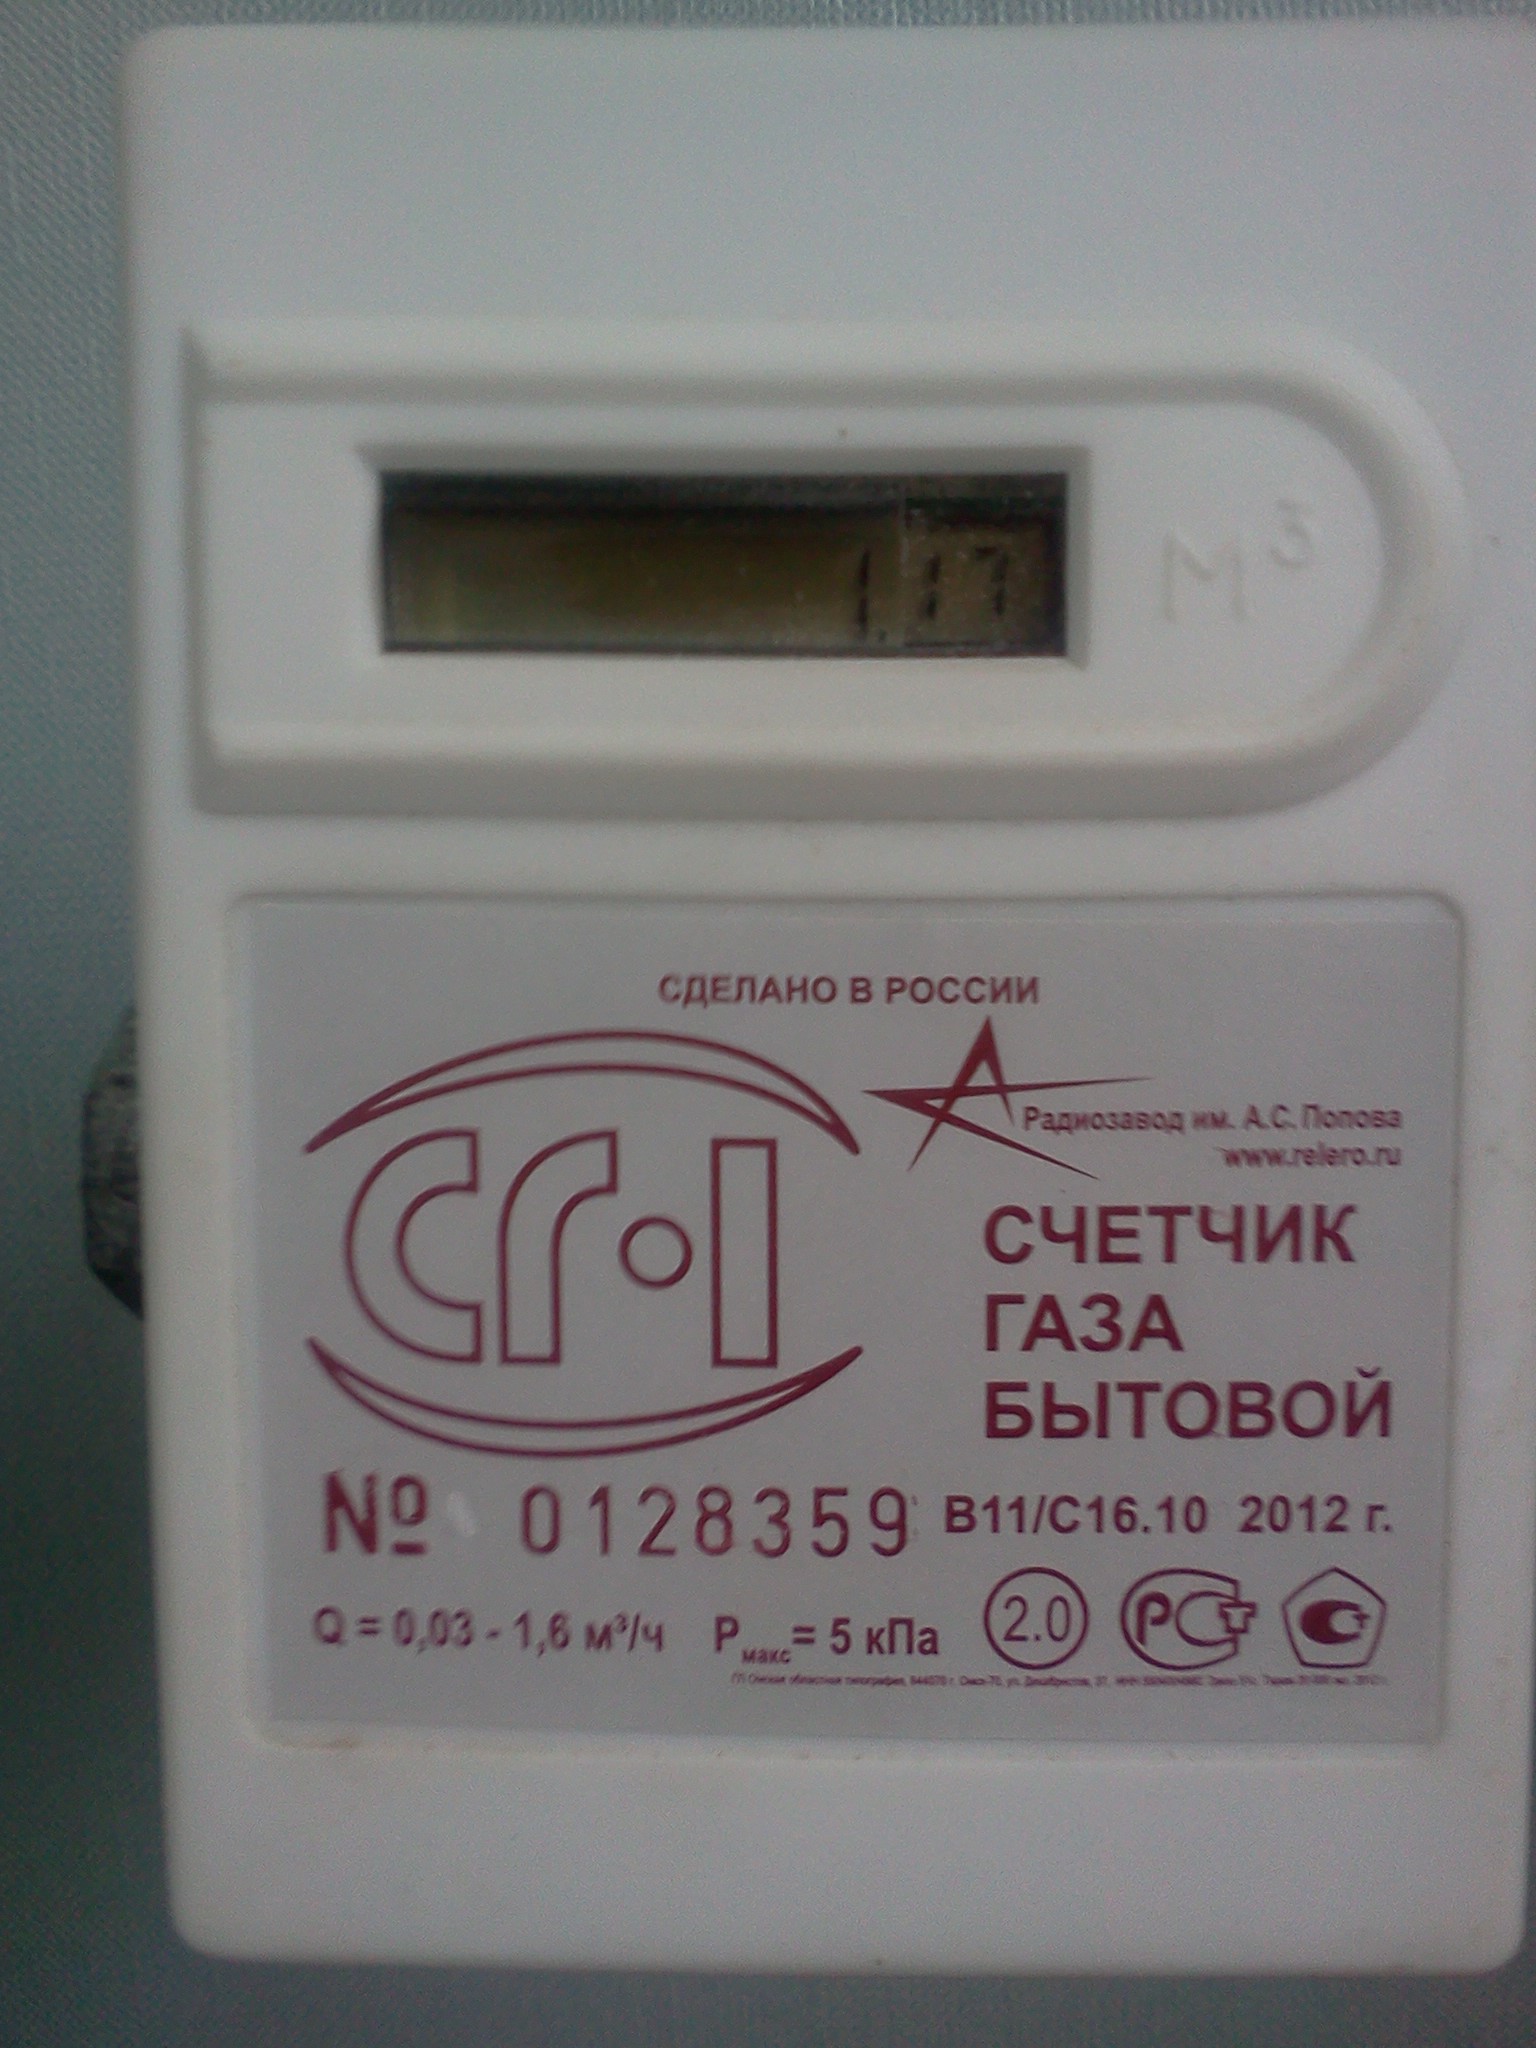 1.17
М³
СДЕЛАНО В РОССИИ
Радиозавод им. А.С. Попова
www.relero.ru
СГ-1
СЧЕТЧИК
ГАЗА
БЫТОВОЙ
№ 0128359 В11/С16.10 2012 г.
Q = 0,03 - 1,6 м³/ч Pмакс= 5 кПа 2.0 РСТ